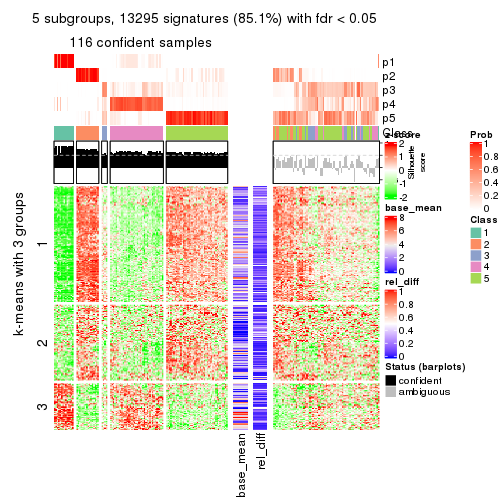 5 subgroups, 13295 signatures (85.1%) with fdr < 0.05
116 confident samples
p1
p2
p3
p4
p5
Class
Silhouette
score
k-means with 3 groups
1
2
3
base_mean
rel_diff
z-score
2
1
0
-1
-2
base_mean
8
6
4
2
0
rel_diff
1
0.8
0.6
0.4
0.2
0
Status (barplots)
confident
ambiguous
Prob
1
0.8
0.6
0.4
0.2
0
Class
1
2
3
4
5